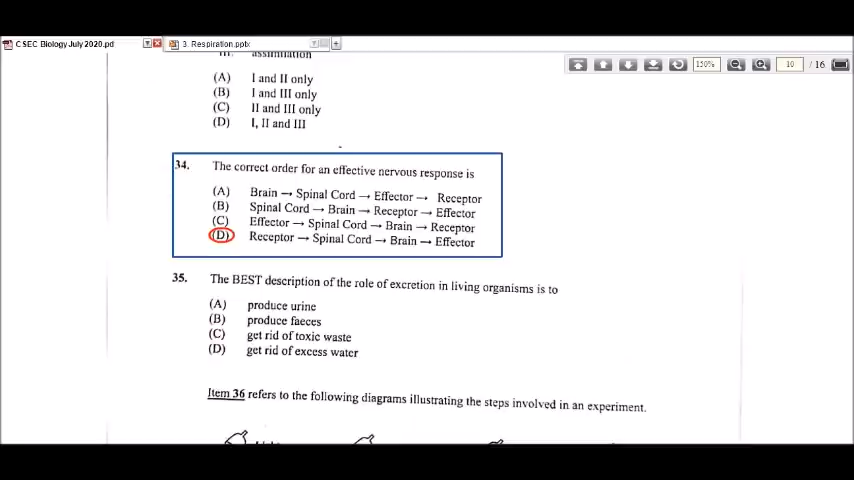 CSEC Biology July 2020.pd
3. Respiration.pptx
150%
10 / 16
III. assimilation
(A) I and II only
(B) I and III only
(C) II and III only
(D) I, II and III
34. The correct order for an effective nervous response is
(A) Brain → Spinal Cord → Effector → Receptor
(B) Spinal Cord → Brain → Receptor → Effector
(C) Effector → Spinal Cord → Brain → Receptor
(D) Receptor → Spinal Cord → Brain → Effector
35. The BEST description of the role of excretion in living organisms is to
(A) produce urine
(B) produce faeces
(C) get rid of toxic waste
(D) get rid of excess water
Item 36 refers to the following diagrams illustrating the steps involved in an experiment.